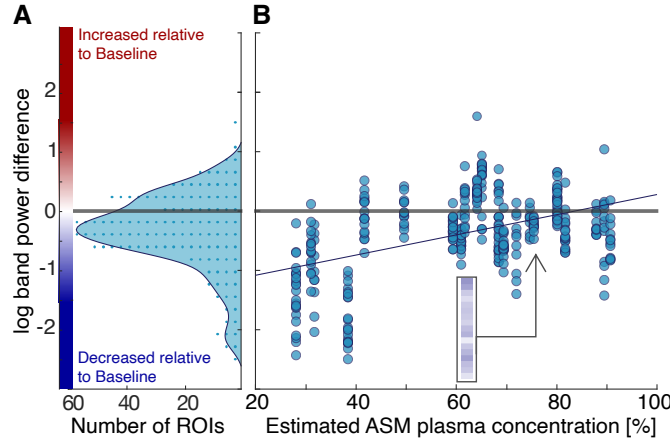 A
B
Increased relative
to Baseline
log band power difference
2
1
0
-1
-2
Decreased relative
to Baseline
60
40
20
20
40
60
80
100
Number of ROIs
Estimated ASM plasma concentration [%]